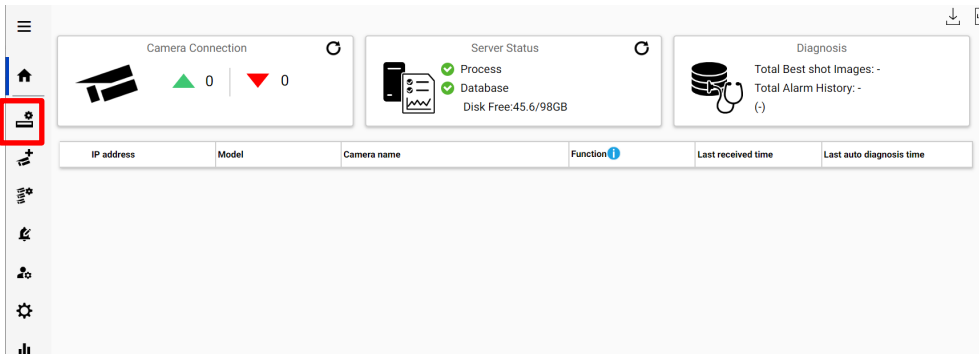 Camera Connection
0
0
Server Status
Process
Database
Disk Free:45.6/98GB
Diagnosis
Total Best shot Images: -
Total Alarm History: -
(-)
IP address Model Camera name Function Last received time Last auto diagnosis time